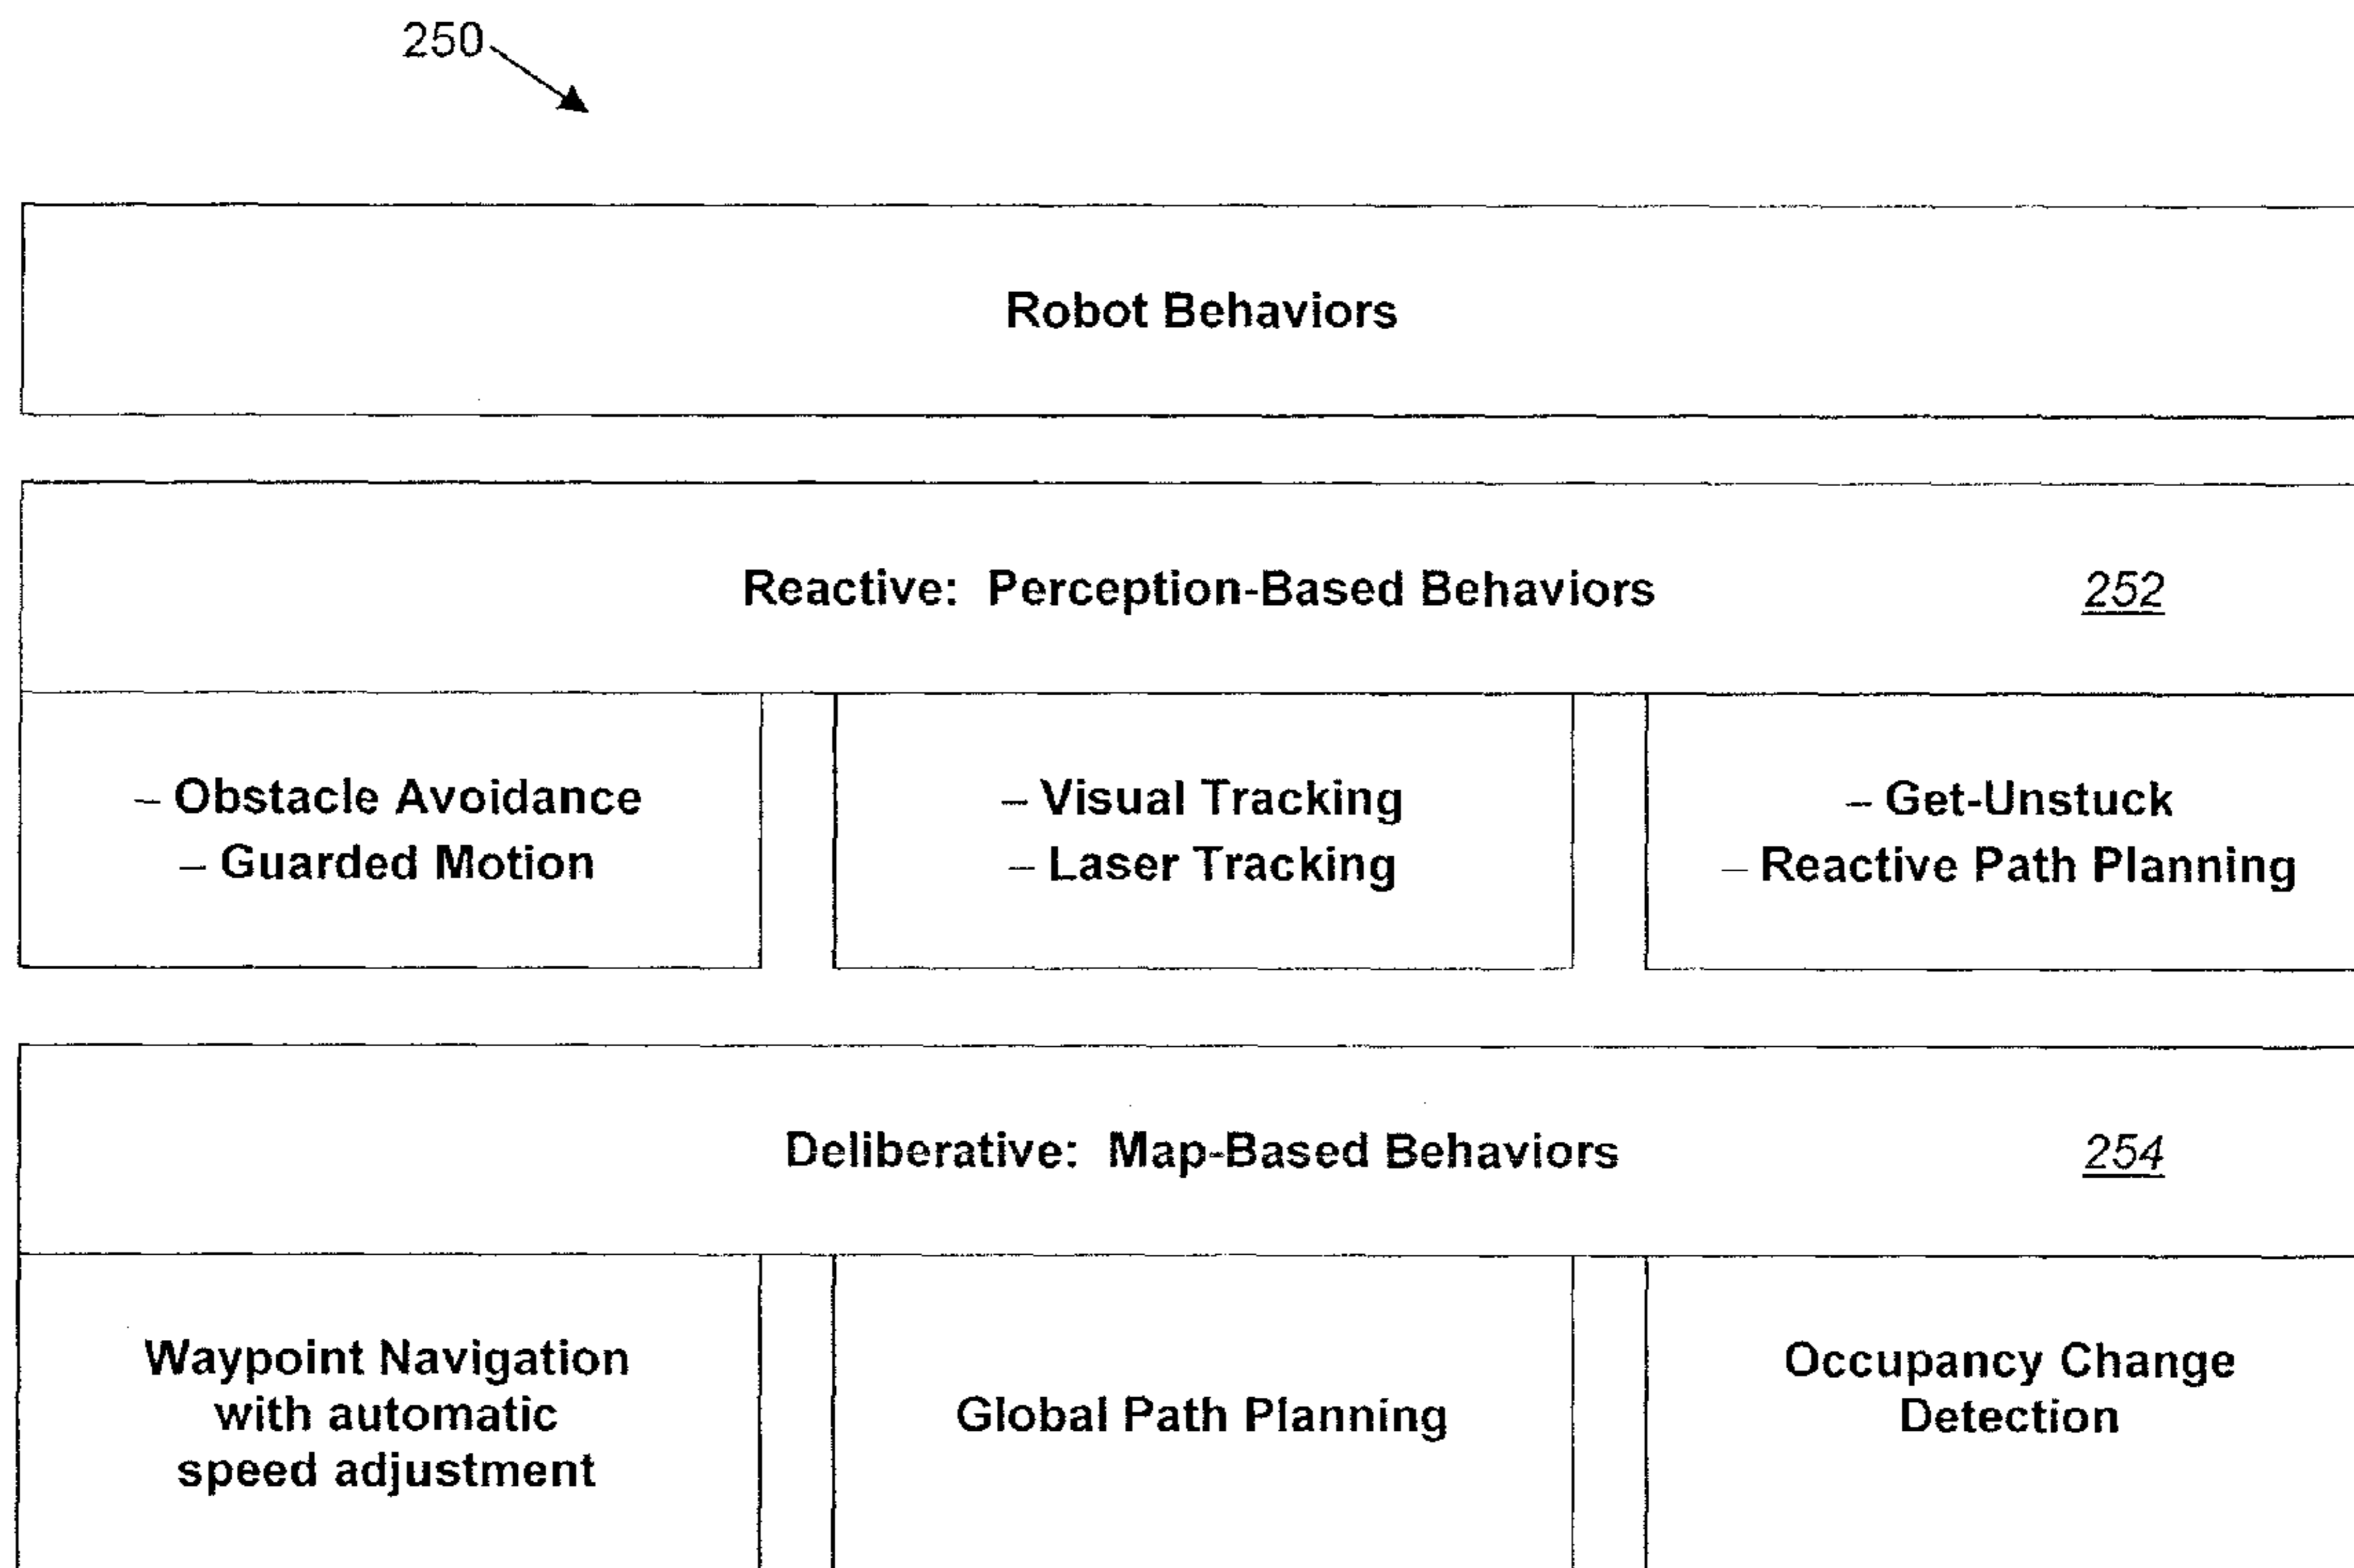 250
Robot Behaviors
Reactive: Perception-Based Behaviors 252
– Obstacle Avoidance
– Guarded Motion
– Visual Tracking
– Laser Tracking
– Get-Unstuck
– Reactive Path Planning
Deliberative: Map-Based Behaviors 254
Waypoint Navigation
with automatic
speed adjustment
Global Path Planning
Occupancy Change
Detection